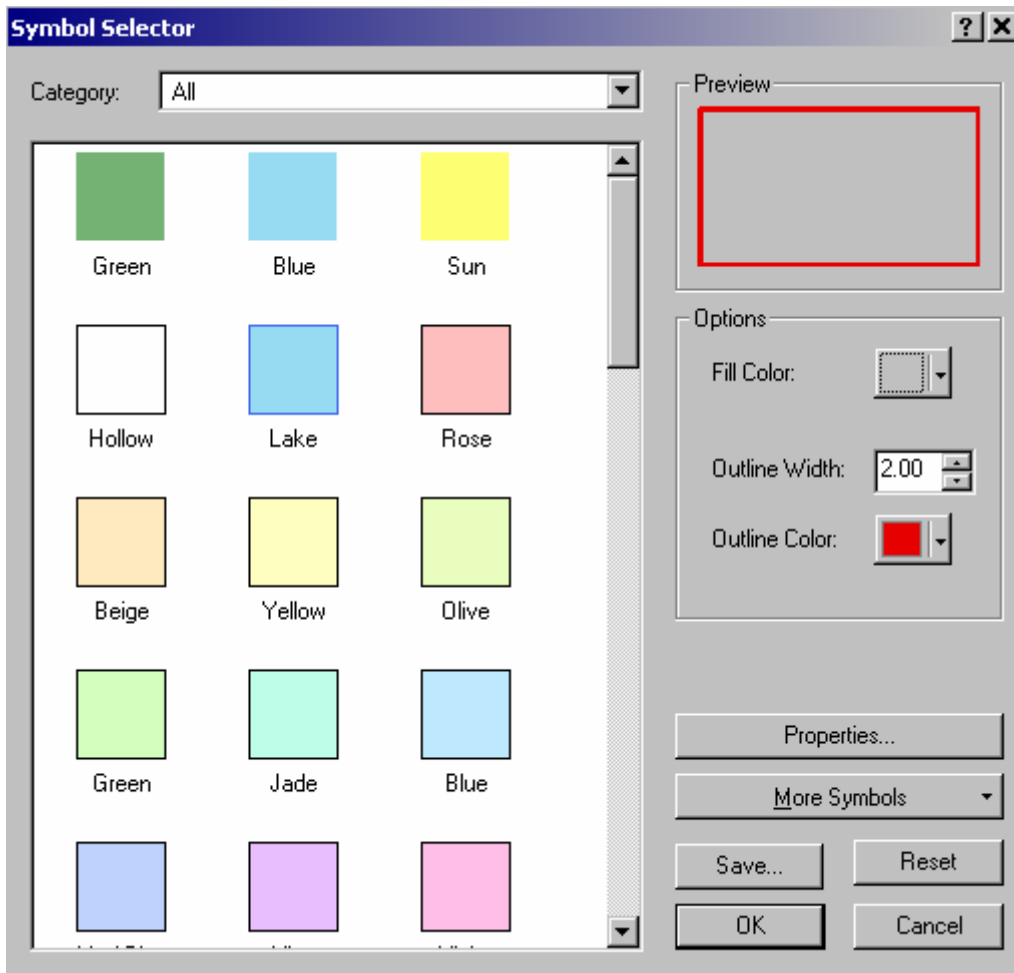 Symbol Selector
Category:
All
Green
Blue
Sun
Hollow
Lake
Rose
Beige
Yellow
Olive
Green
Jade
Blue
Preview
Options
Fill Color:
Outline Width:
2.00
Outline Color:
Properties...
More Symbols
Save...
Reset
OK
Cancel